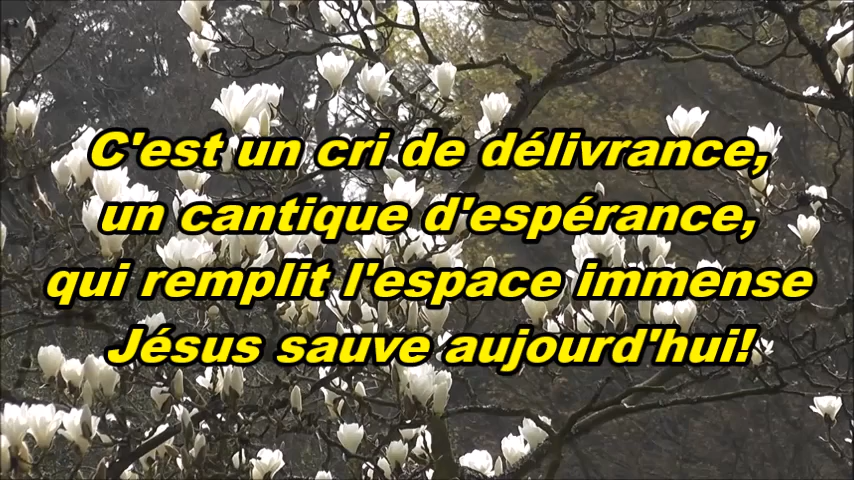 C'est un cri de délivrance,
un cantique d'espérance,
qui remplit l'espace immense
Jésus sauve aujourd'hui!